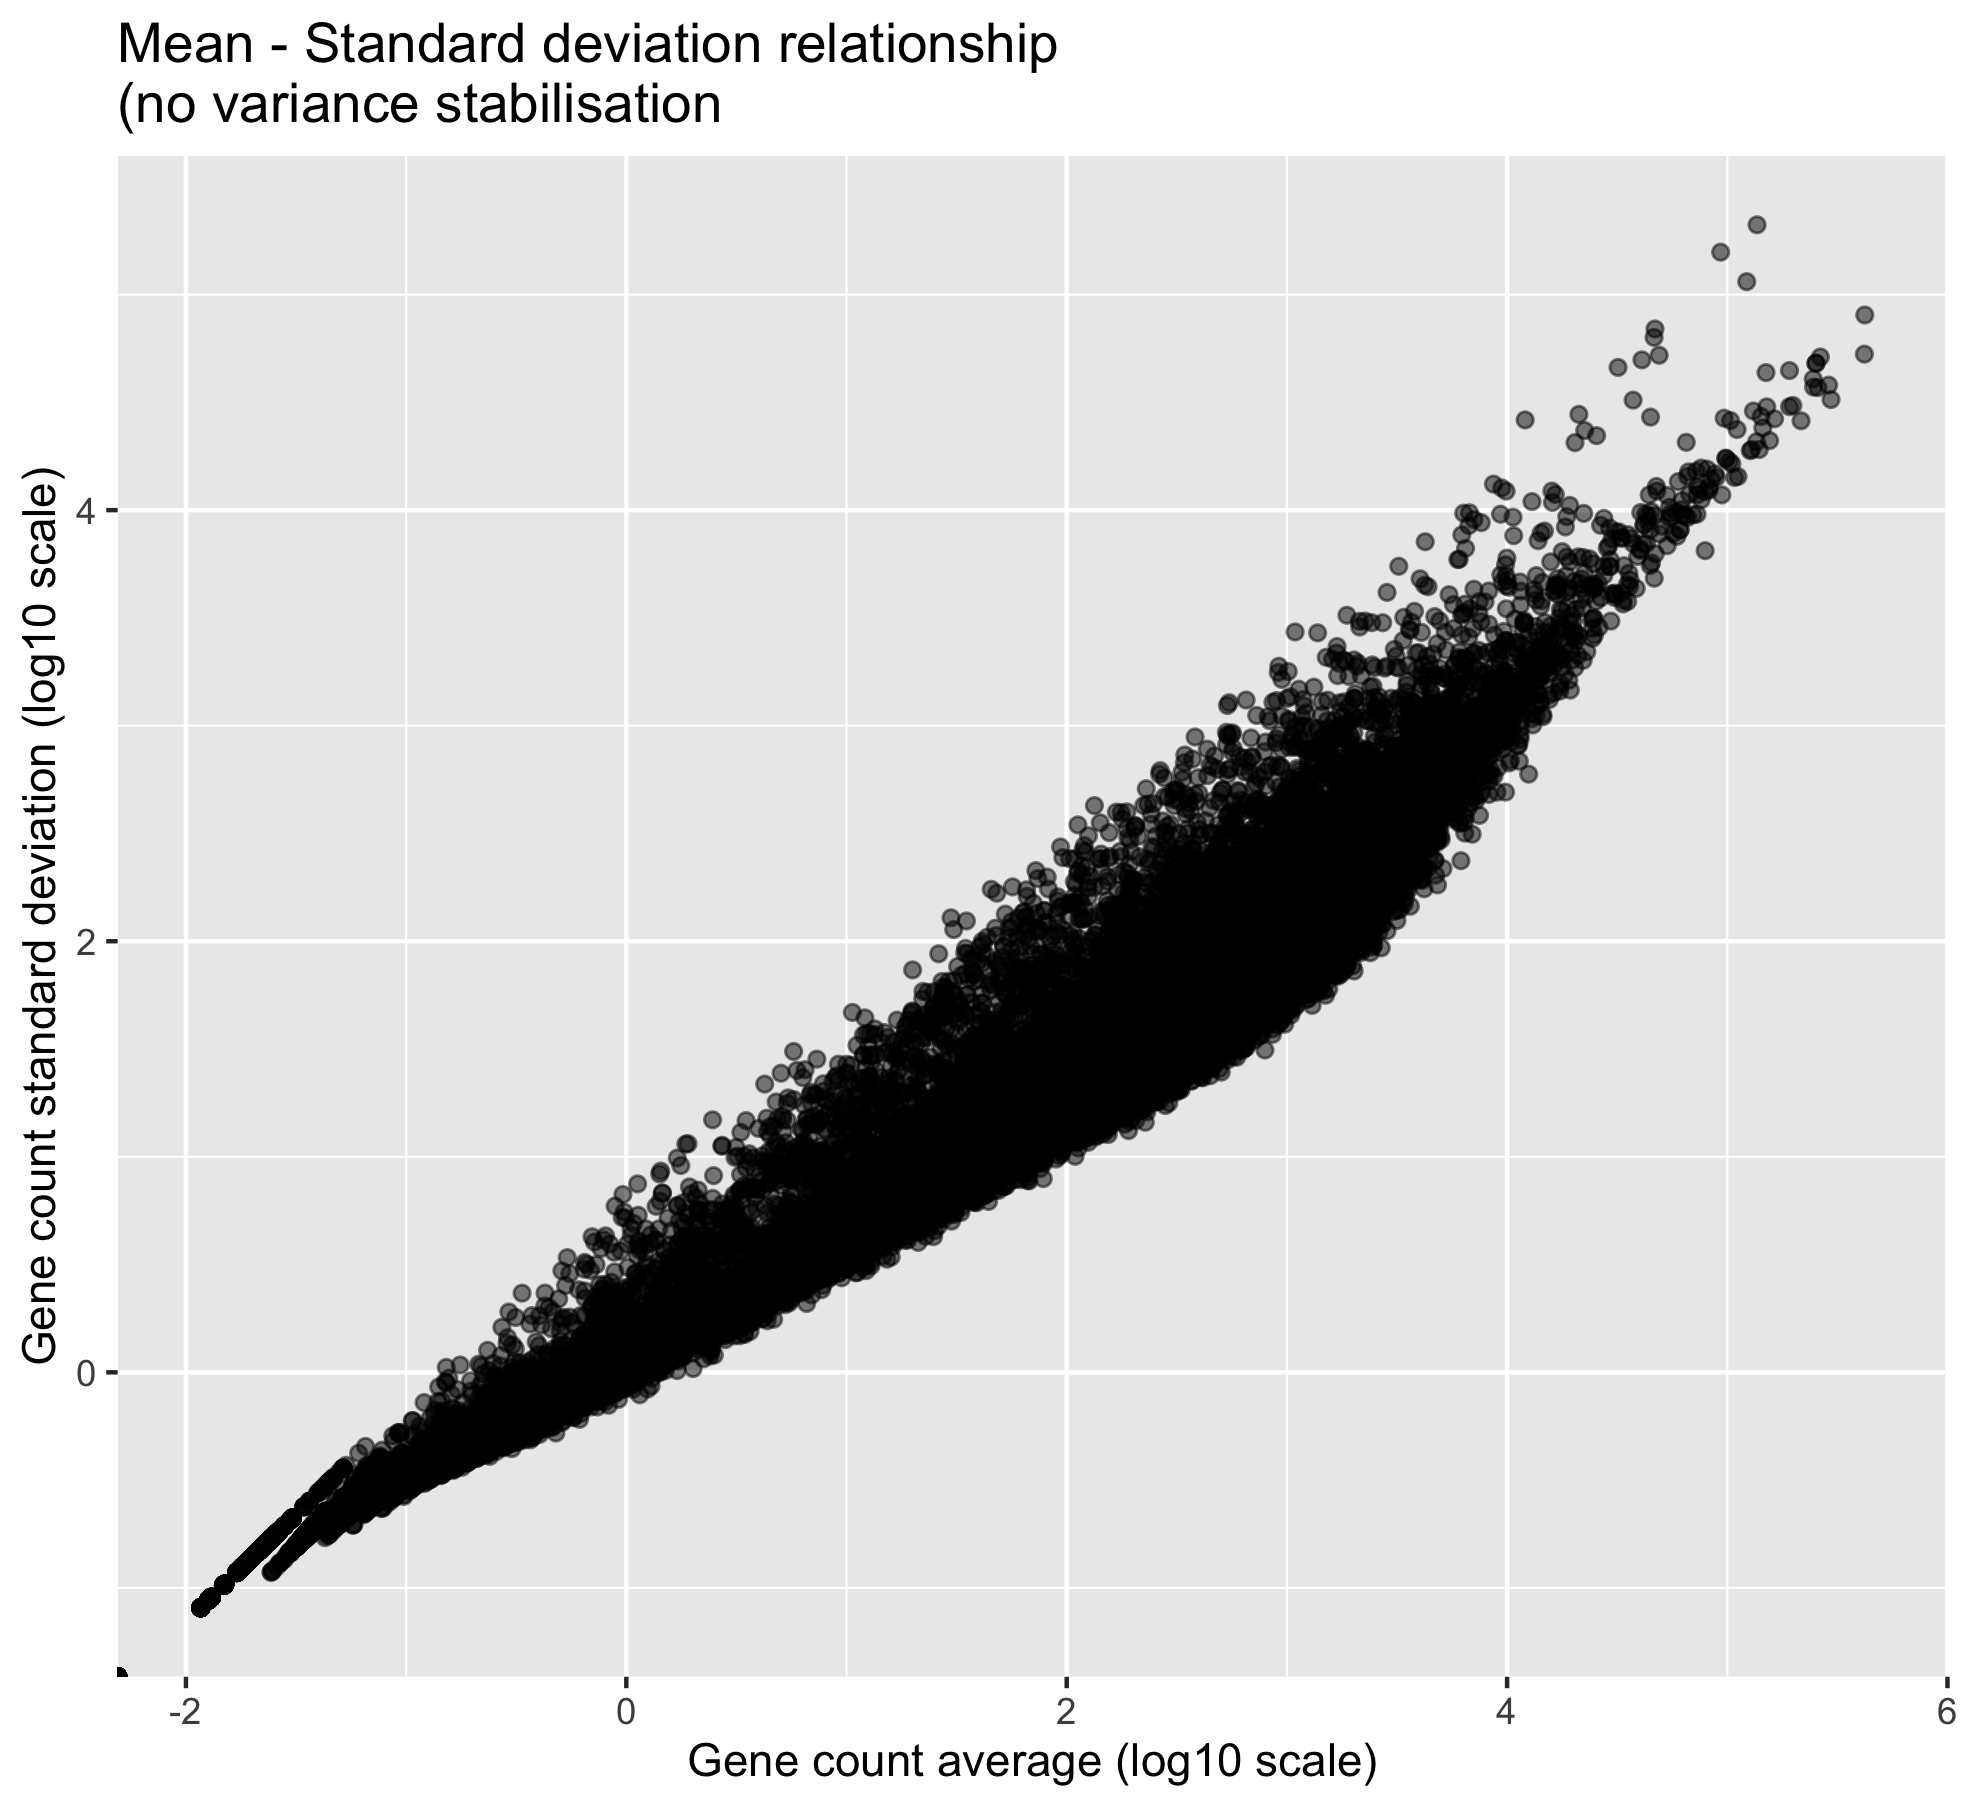 Mean - Standard deviation relationship
(no variance stabilisation
Gene count standard deviation (log10 scale)
4
2
0
-2
0
2
4
6
Gene count average (log10 scale)